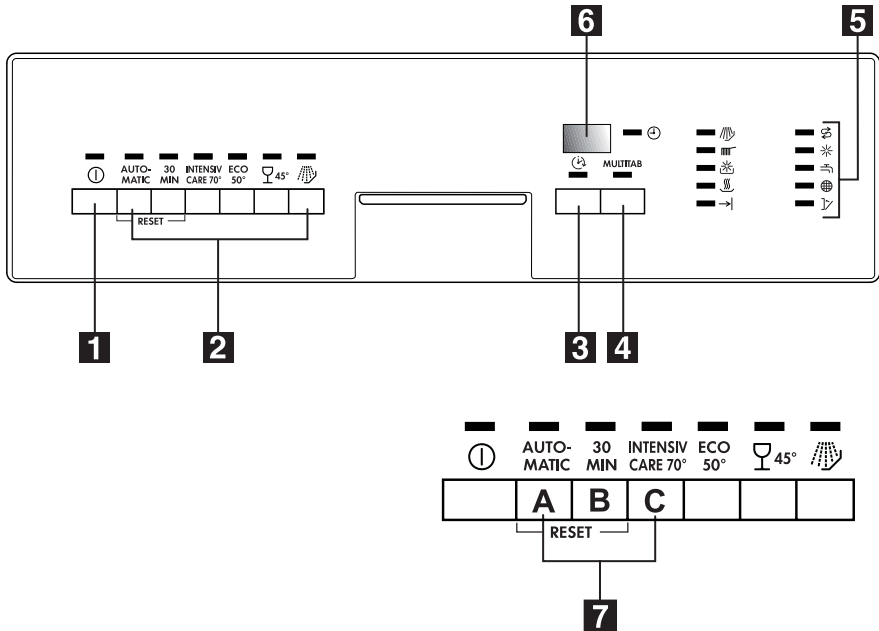 6
5
AUTO-
MATIC
30
MIN
INTENSIV
CARE 70°
ECO
50°
45°
MULTITAB
RESET
1
2
3
4
AUTO-
MATIC
30
MIN
INTENSIV
CARE 70°
ECO
50°
45°
A
B
C
RESET
7